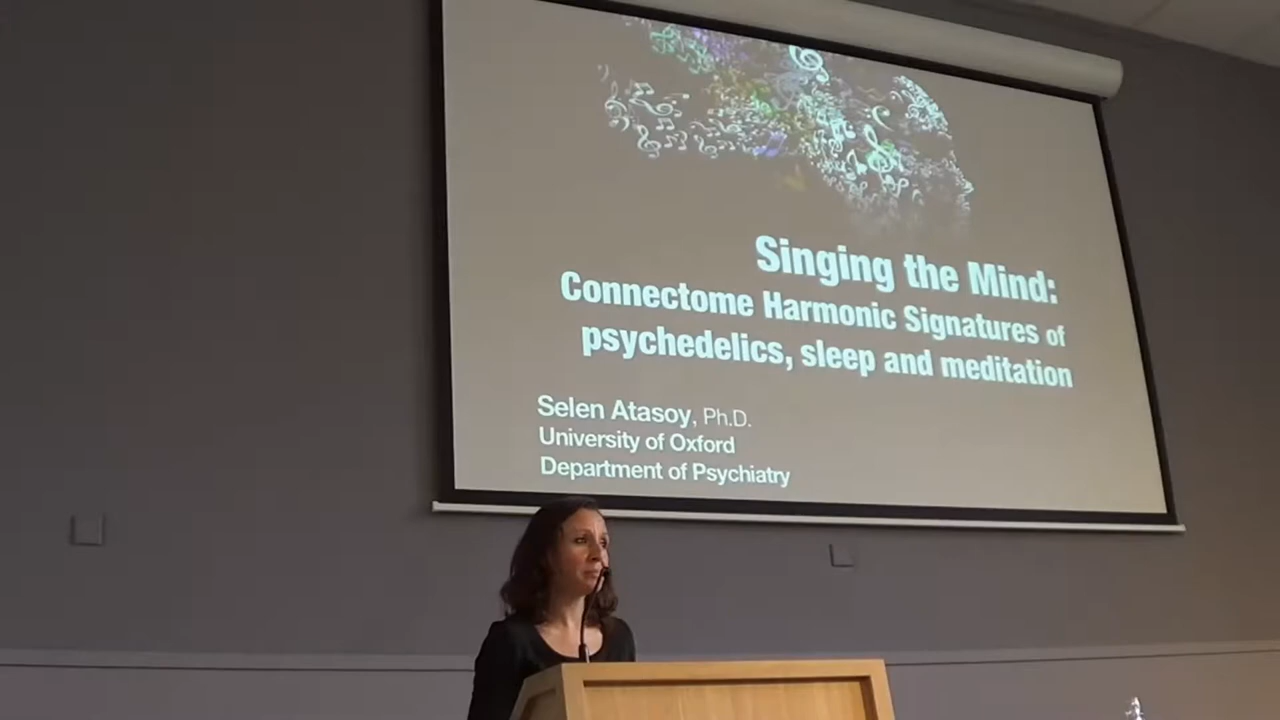 Singing the Mind:
Connectome Harmonic Signatures of
psychedelics, sleep and meditation
Selen Atasoy, Ph.D.
University of Oxford
Department of Psychiatry